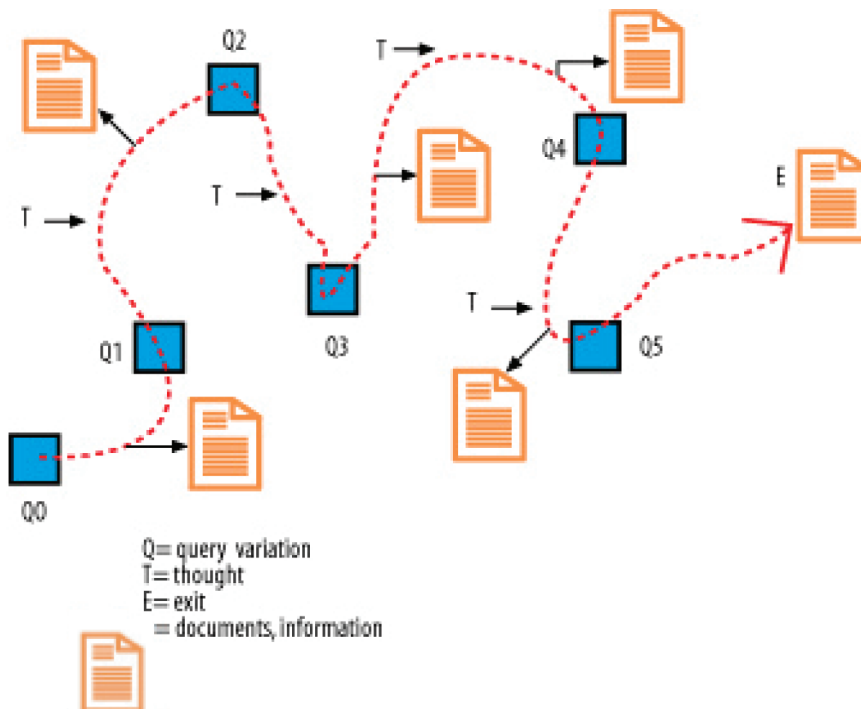 Q2
T
T
Q4
E
T
T
Q1
Q3
T
Q5
Q0
Q= query variation
T= thought
E= exit
= documents, information